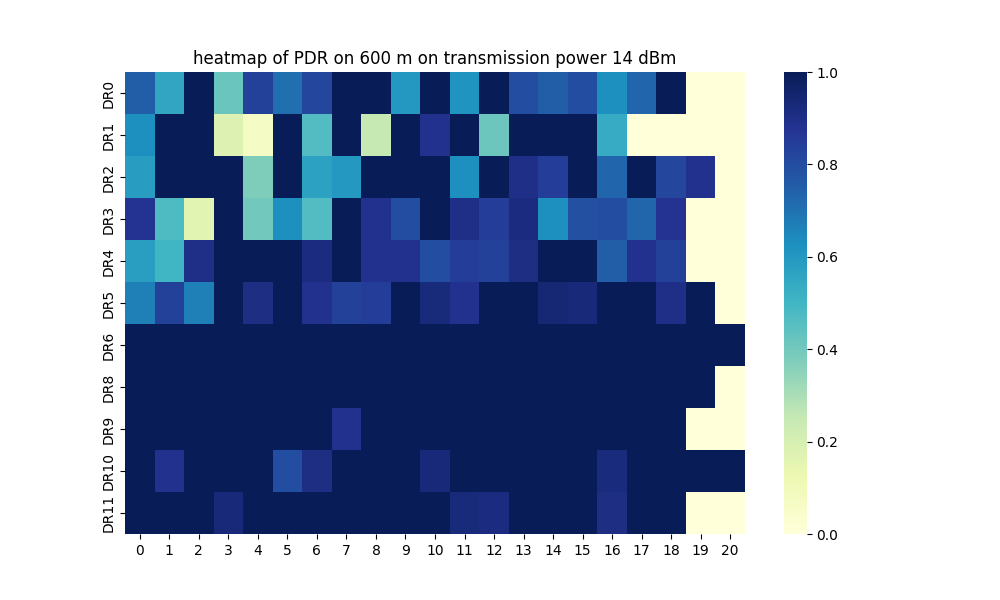 heatmap of PDR on 600 m on transmission power 14 dBm
DR0
DR1
DR2
DR3
DR4
DR5
DR6
DR8
DR9
DR10
DR11
0 1 2 3 4 5 6 7 8 9 10 11 12 13 14 15 16 17 18 19 20
1.0
0.8
0.6
0.4
0.2
0.0